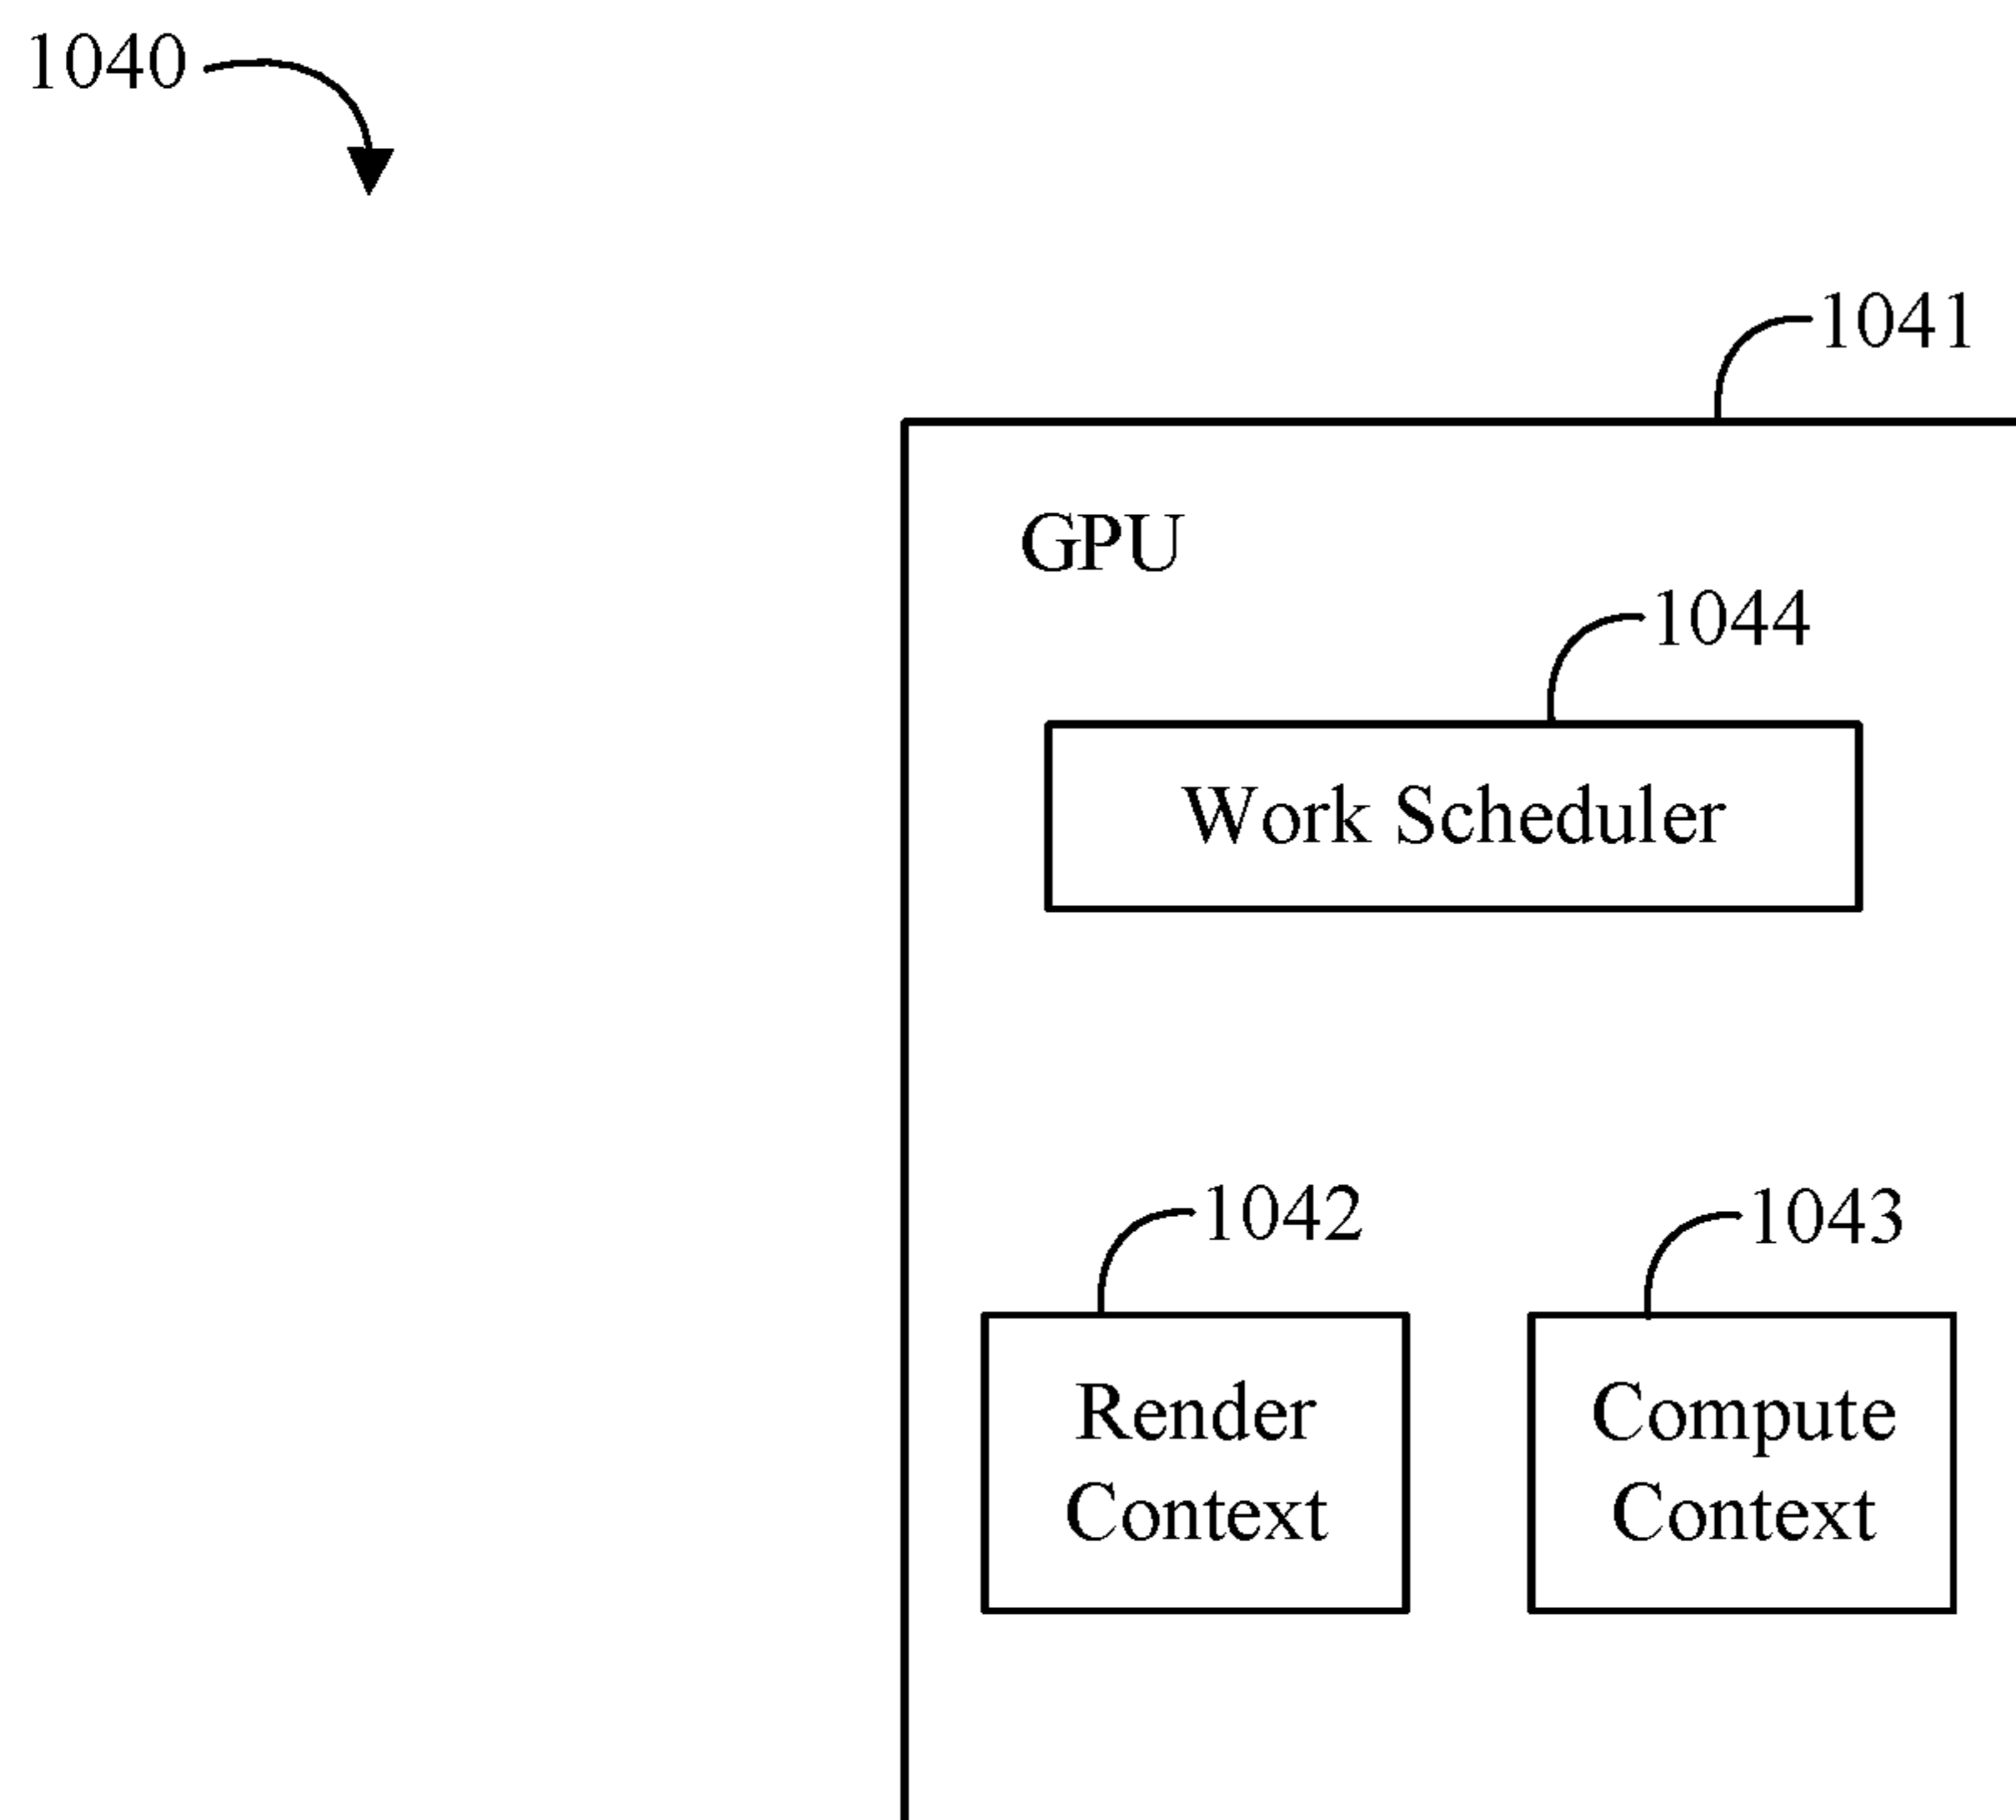 1040
1041
GPU
1044
Work Scheduler
1042
1043
Render
Context
Compute
Context